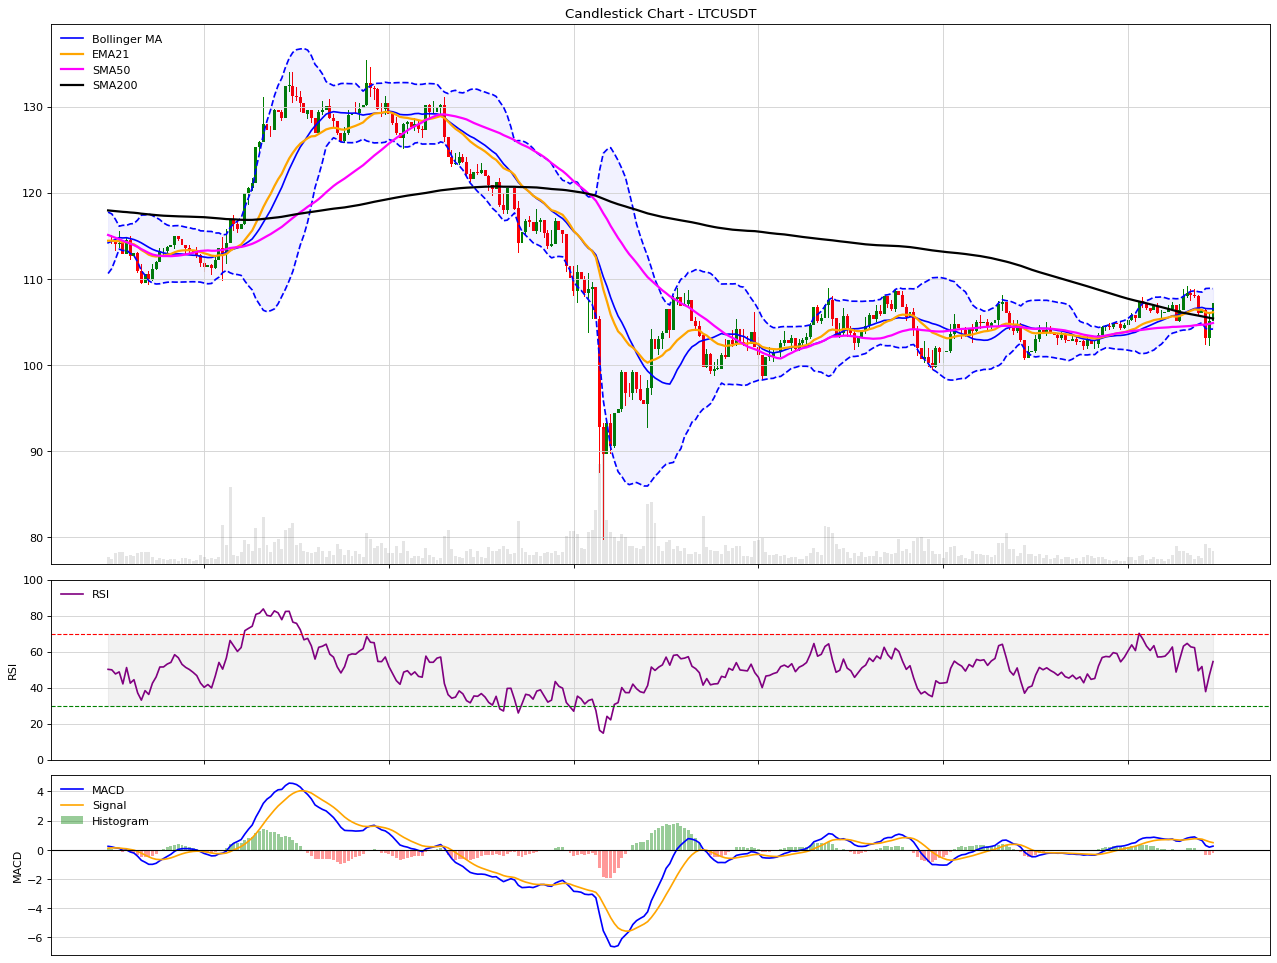 Candlestick Chart - LTCUSDT
Bollinger MA
EMA21
SMA50
SMA200
130
120
110
100
90
80
100
RSI
80
60
40
20
0
RSI
MACD
Signal
Histogram
4
2
0
−2
−4
−6
MACD